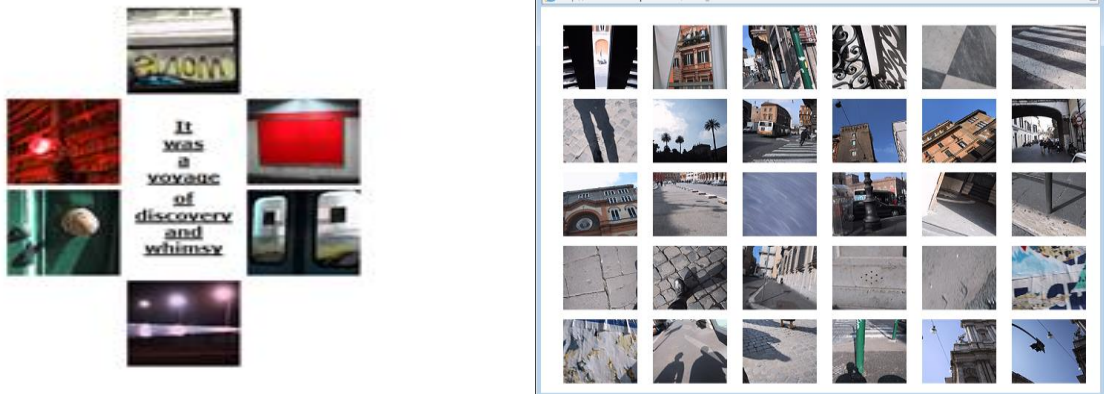 It
was
a
voyage
of
discovery
and
whimsy